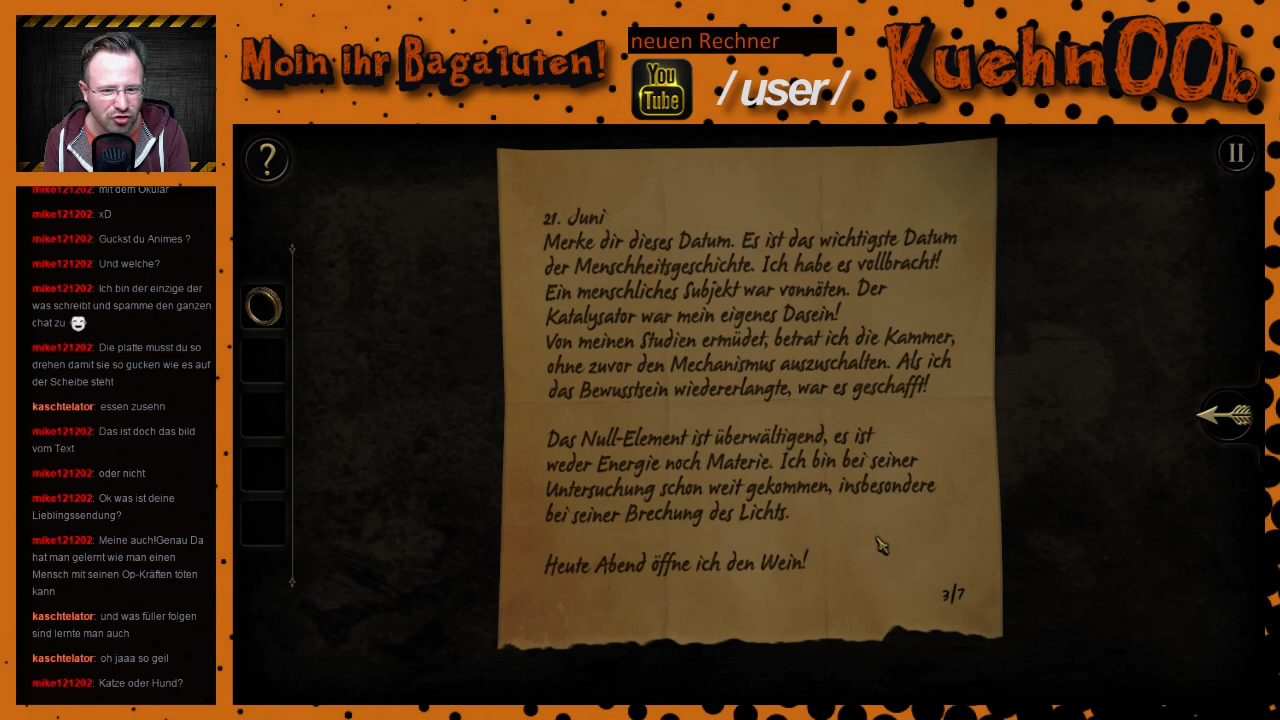 Moin ihr Bagaluten!
neuen Rechner
You
Tube
/user/
KuehnOOb
mike121202: mit dem Okular
mike121202: xD
mike121202: Guckst du Animes ?
mike121202: Und welche?
mike121202: Ich bin der einzige der
was schreibt und spamme den ganzen
chat zu
mike121202: Die platte musst du so
drehen damit sie so gucken wie es auf
der Scheibe steht
kaschtelator: essen zusehn
mike121202: Das ist doch das bild
vom Text
mike121202: oder nicht
mike121202: Ok was ist deine
Lieblingssendung?
mike121202: Meine auch!Genau Da
hat man gelernt wie man einen
Mensch mit seinen Op-Kräften töten
kann
kaschtelator: und was füller folgen
sind lernte man auch
kaschtelator: oh jaaa so geil
mike121202: Katze oder Hund?
?
21. Juni
Merke dir dieses Datum. Es ist das wichtigste Datum
der Menschheitsgeschichte. Ich habe es vollbracht!
Ein menschliches Subjekt war vonnöten. Der
Katalysator war mein eigenes Dasein!
Von meinen Studien ermüdet, betrat ich die Kammer,
ohne zuvor den Mechanismus auszuschalten. Als ich
das Bewusstsein wiedererlangte, war es geschafft!
Das Null-Element ist überwältigend, es ist
weder Energie noch Materie. Ich bin bei seiner
Untersuchung schon weit gekommen, insbesondere
bei seiner Brechung des Lichts.
Heute Abend öffne ich den Wein!
3/7